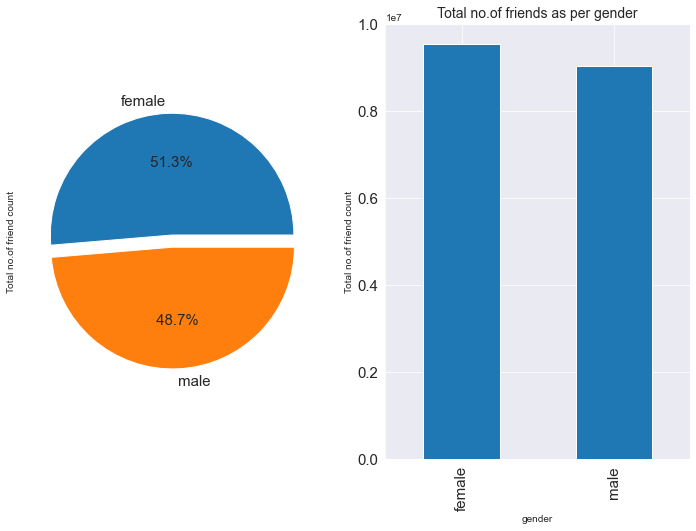 female
51.3%
48.7%
male
Total no.of friend count
Total no.of friends as per gender
1e7
1.0
0.8
0.6
0.4
0.2
0.0
Total no.of friend count
female
male
gender